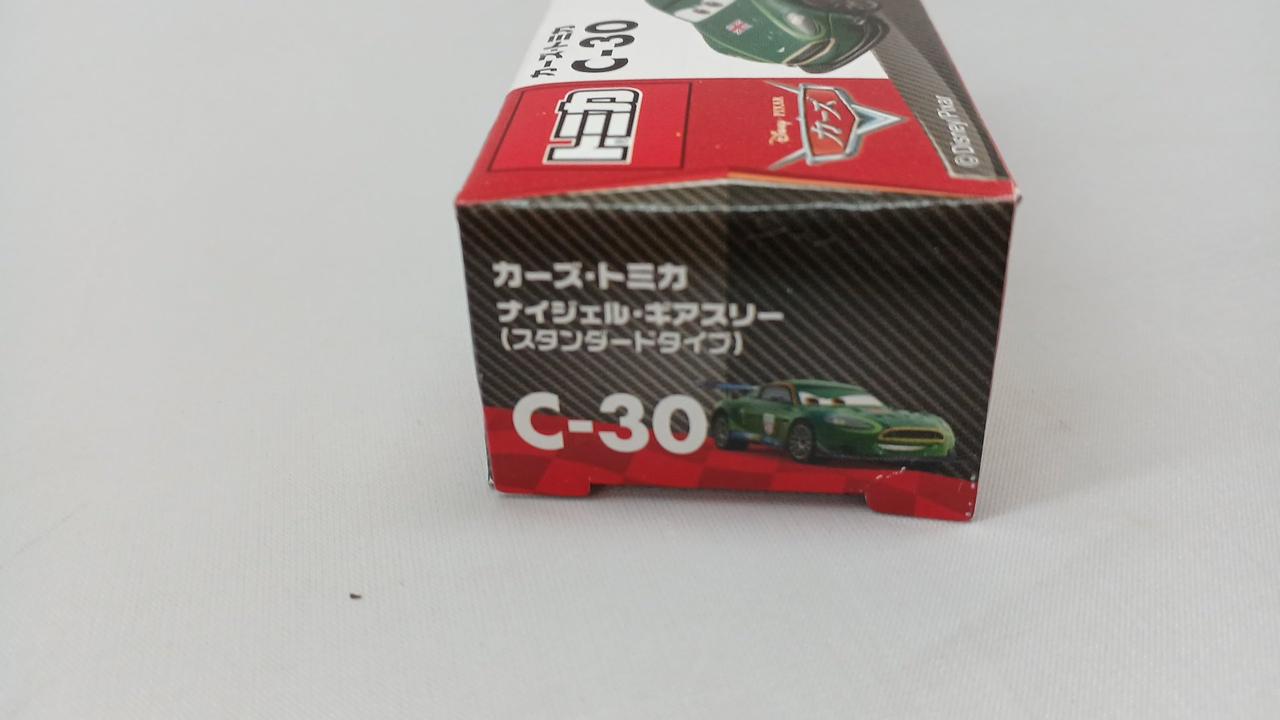 カーズ・トミカ
C-30
トミカ
Disney PIXAR
カーズ
© Disney/Pixar
カーズ・トミカ
ナイジェル・ギアスリー
(スタンダードタイプ)
C-30